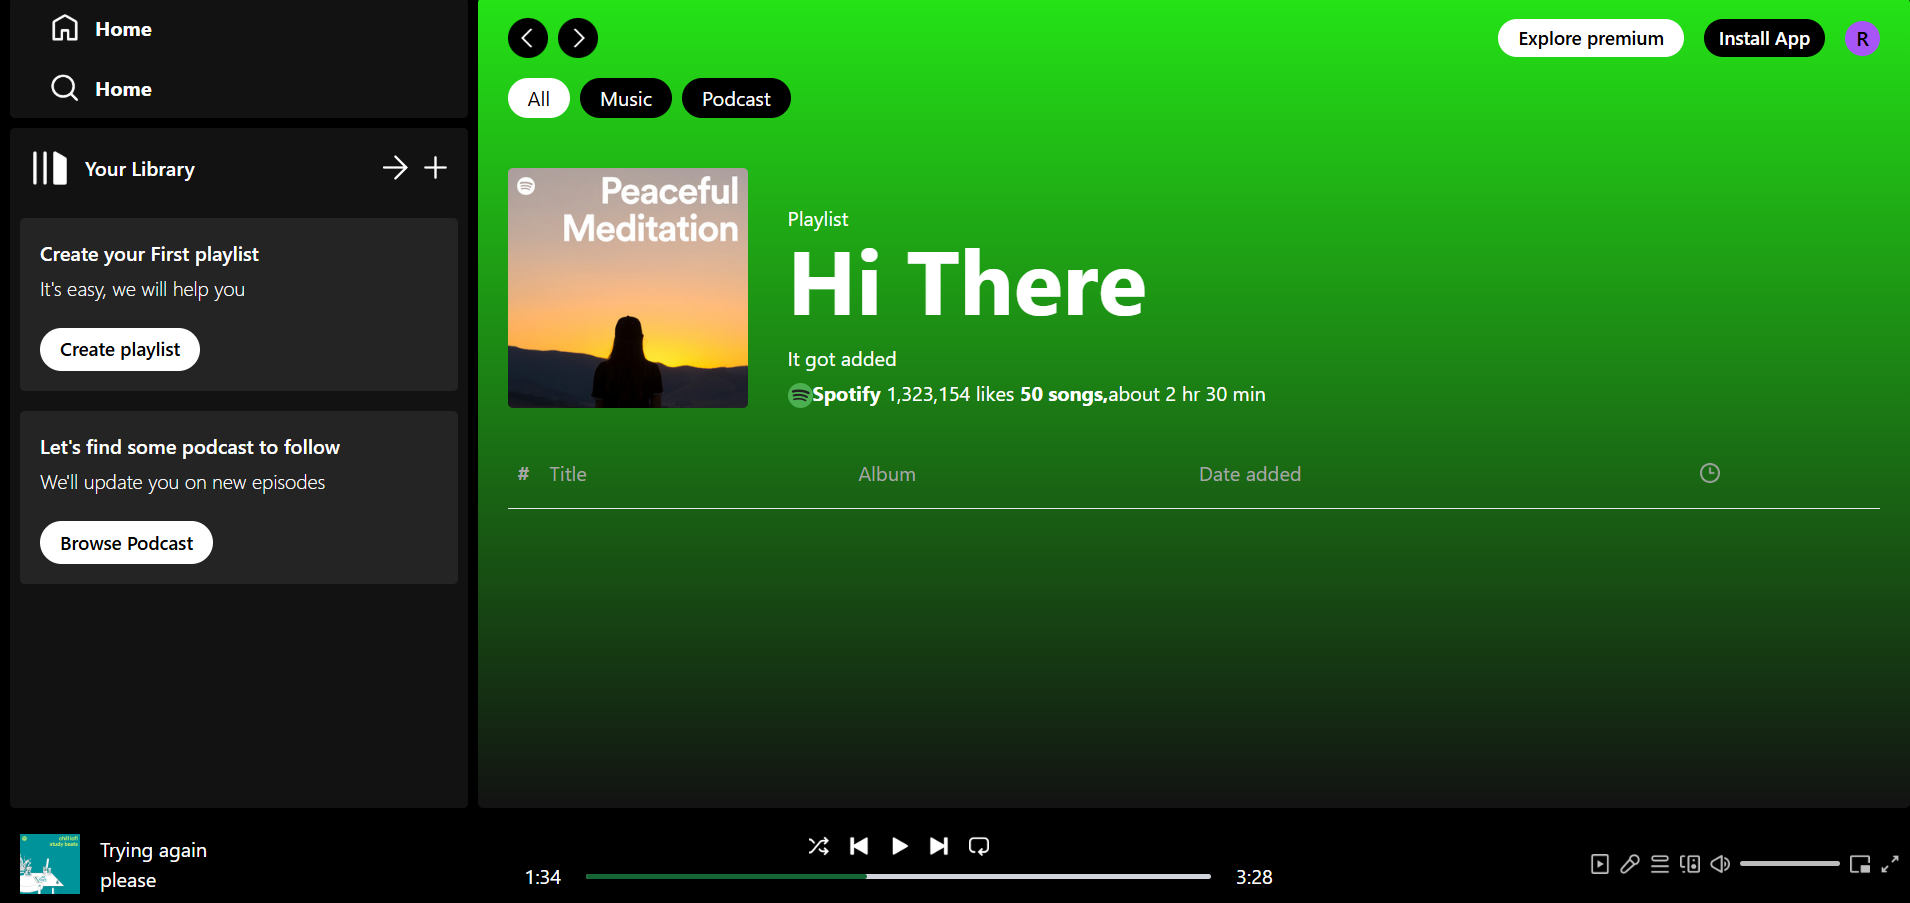 Home
Home
Your Library
Create your First playlist
It's easy, we will help you
Create playlist
Let's find some podcast to follow
We'll update you on new episodes
Browse Podcast
Explore premium
Install App
R
All
Music
Podcast
Peaceful
Meditation
Playlist
Hi There
It got added
Spotify 1,323,154 likes 50 songs,about 2 hr 30 min
# Title Album Date added
chill lofi
study beats
Trying again
please
1:34
3:28